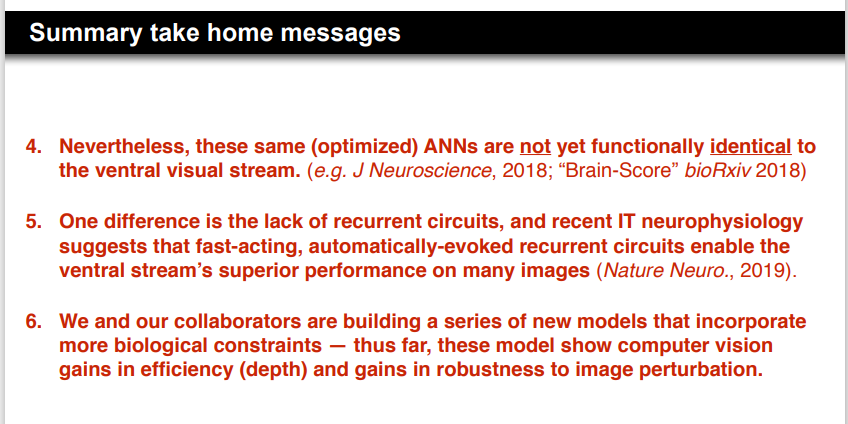 Summary take home messages
4. Nevertheless, these same (optimized) ANNs are not yet functionally identical to
the ventral visual stream. (e.g. J Neuroscience, 2018; “Brain-Score” bioRxiv 2018)
5. One difference is the lack of recurrent circuits, and recent IT neurophysiology
suggests that fast-acting, automatically-evoked recurrent circuits enable the
ventral stream’s superior performance on many images (Nature Neuro., 2019).
6. We and our collaborators are building a series of new models that incorporate
more biological constraints — thus far, these model show computer vision
gains in efficiency (depth) and gains in robustness to image perturbation.